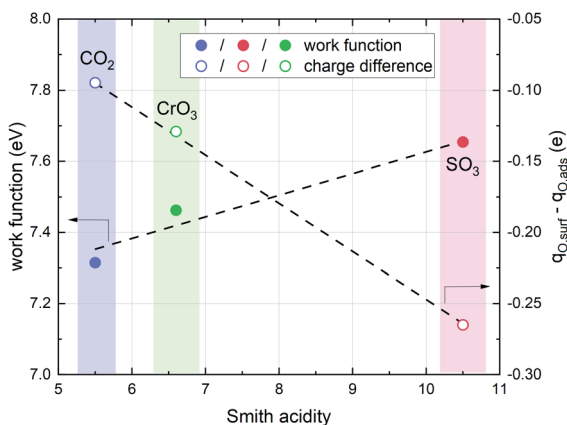 ● / ● / ● work function
○ / ○ / ○ charge difference
CO₂
CrO₃
SO₃
work function (eV)
8.0
7.8
7.6
7.4
7.2
7.0
q_O,surf - q_O,ads (e)
-0.05
-0.10
-0.15
-0.20
-0.25
-0.30
5 6 7 8 9 10 11
Smith acidity